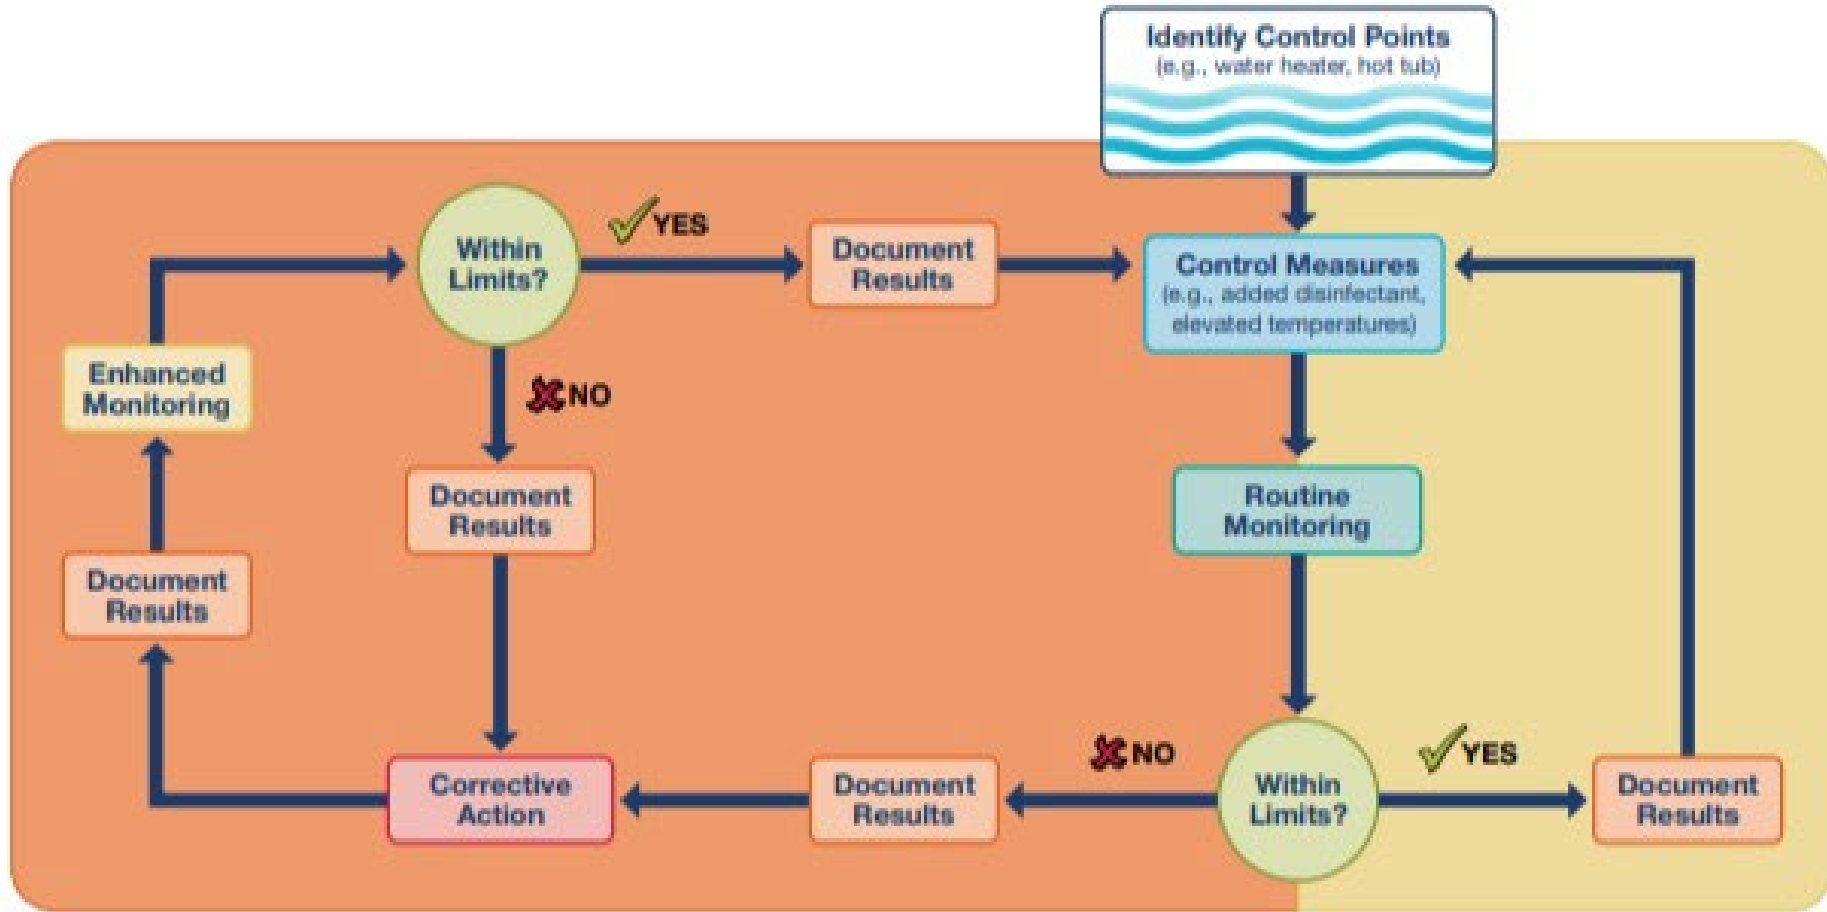 Identify Control Points
(e.g., water heater, hot tub)
Within
Limits?
YES
Document
Results
Control Measures
(e.g., added disinfectant,
elevated temperatures)
Enhanced
Monitoring
NO
Document
Results
Routine
Monitoring
Document
Results
Corrective
Action
Document
Results
NO
Within
Limits?
YES
Document
Results